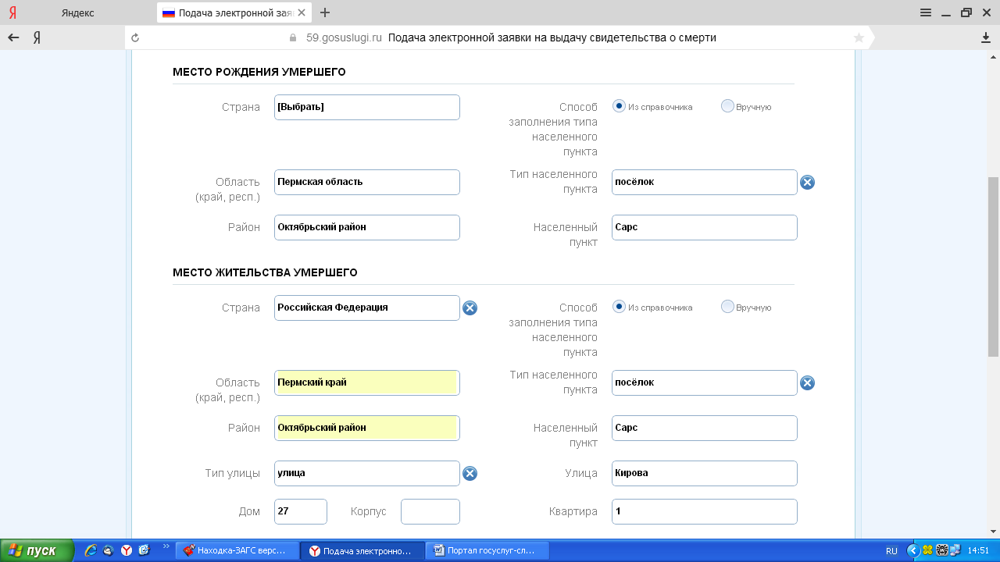 Яндекс
Подача электронной зая
59.gosuslugi.ru Подача электронной заявки на выдачу свидетельства о смерти
МЕСТО РОЖДЕНИЯ УМЕРШЕГО
Страна
[Выбрать]
Способ
заполнения типа
населенного
пункта
Из справочника
Вручную
Область
(край, респ.)
Пермская область
Тип населенного
пункта
посёлок
Район
Октябрьский район
Населенный
пункт
Сарс
МЕСТО ЖИТЕЛЬСТВА УМЕРШЕГО
Страна
Российская Федерация
Способ
заполнения типа
населенного
пункта
Из справочника
Вручную
Область
(край, респ.)
Пермский край
Тип населенного
пункта
посёлок
Район
Октябрьский район
Населенный
пункт
Сарс
Тип улицы
улица
Улица
Кирова
Дом
27
Корпус
Квартира
1
пуск
Находка-ЗАГС верс...
Подача электронно...
Портал госуслуг-сл...
RU
14:51